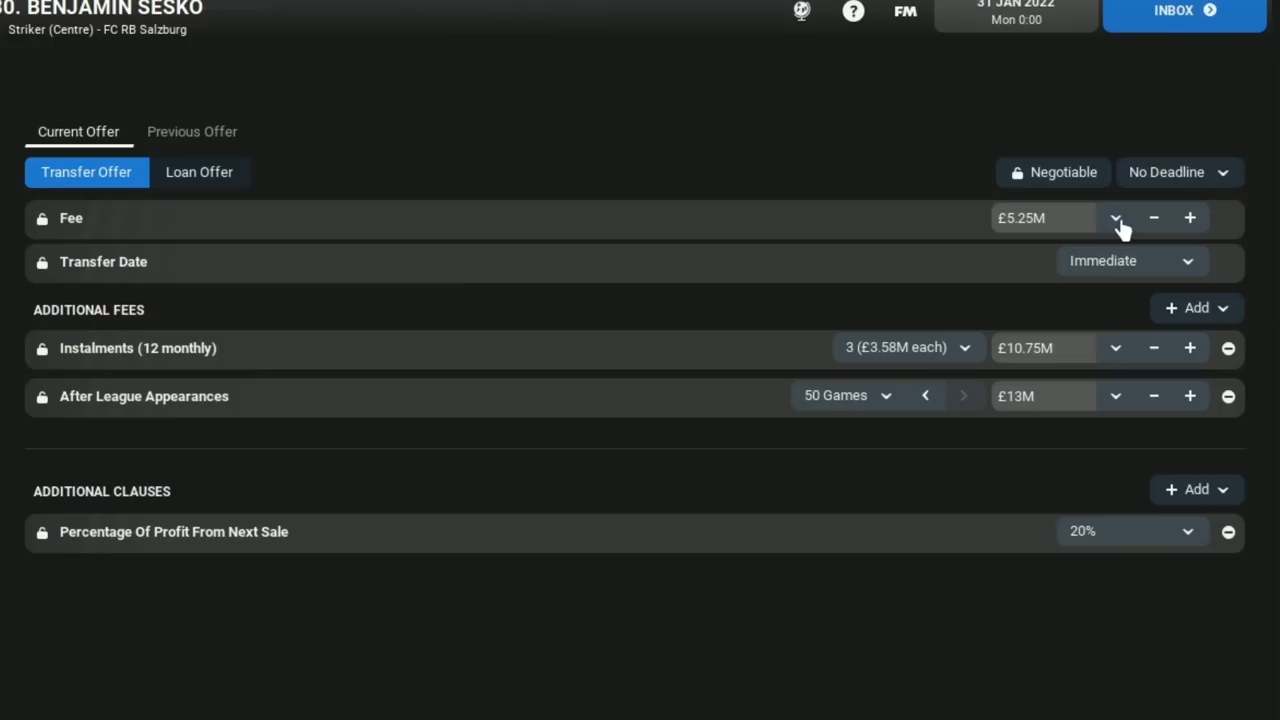 30. BENJAMIN SESKO
Striker (Centre) - FC RB Salzburg
?
FM
31 JAN 2022
Mon 0:00
INBOX
Current Offer
Previous Offer
Transfer Offer
Loan Offer
Negotiable
No Deadline
Fee
£5.25M
Transfer Date
Immediate
ADDITIONAL FEES
+ Add
Instalments (12 monthly)
3 (£3.58M each)
£10.75M
After League Appearances
50 Games
£13M
ADDITIONAL CLAUSES
+ Add
Percentage Of Profit From Next Sale
20%